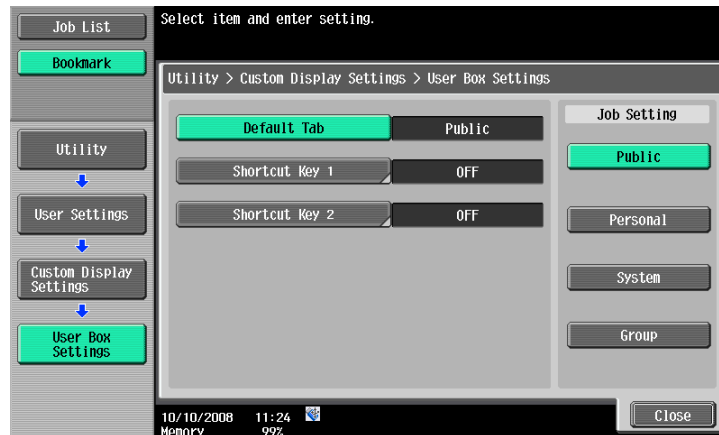 Job List
Bookmark
Utility
User Settings
Custom Display
Settings
User Box
Settings
Select item and enter setting.
Utility > Custom Display Settings > User Box Settings
Default Tab Public
Shortcut Key 1 OFF
Shortcut Key 2 OFF
Job Setting
Public
Personal
System
Group
10/10/2008 11:24
Memory 99%
Close